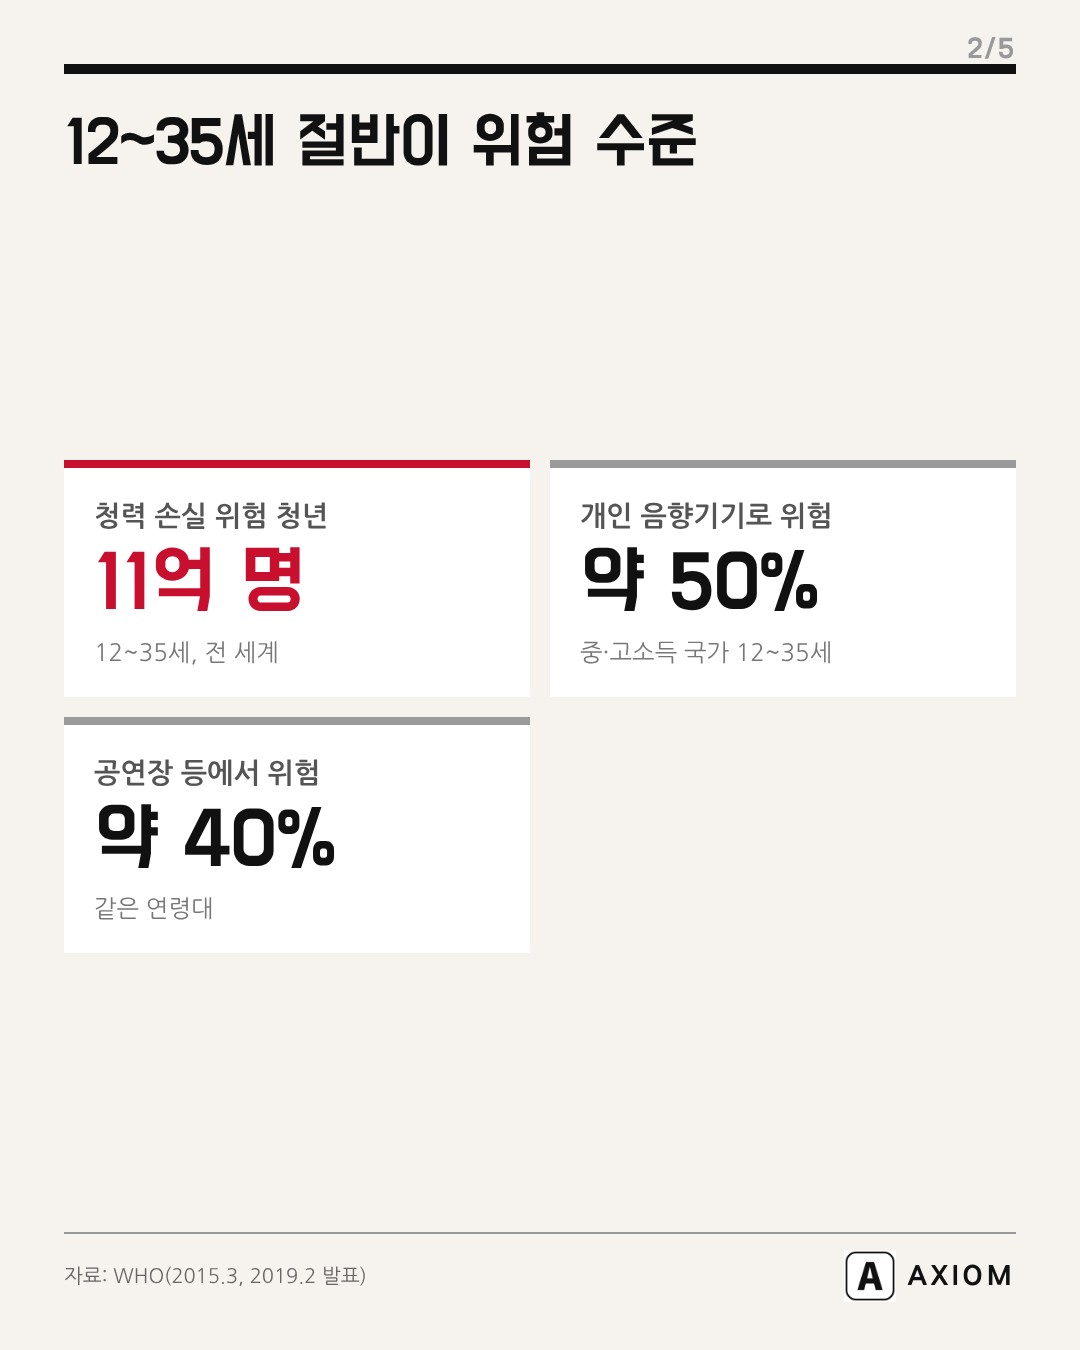 2/5
12~35세 절반이 위험 수준
청력 손실 위험 청년
11억 명
12~35세, 전 세계
개인 음향기기로 위험
약 50%
중·고소득 국가 12~35세
공연장 등에서 위험
약 40%
같은 연령대
자료: WHO(2015.3, 2019.2 발표)
A AXIOM